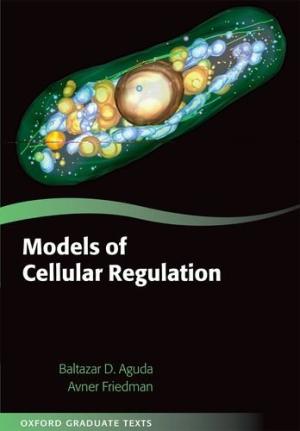 Models of
Cellular Regulation
Baltazar D. Aguda
Avner Friedman
OXFORD GRADUATE TEXTS